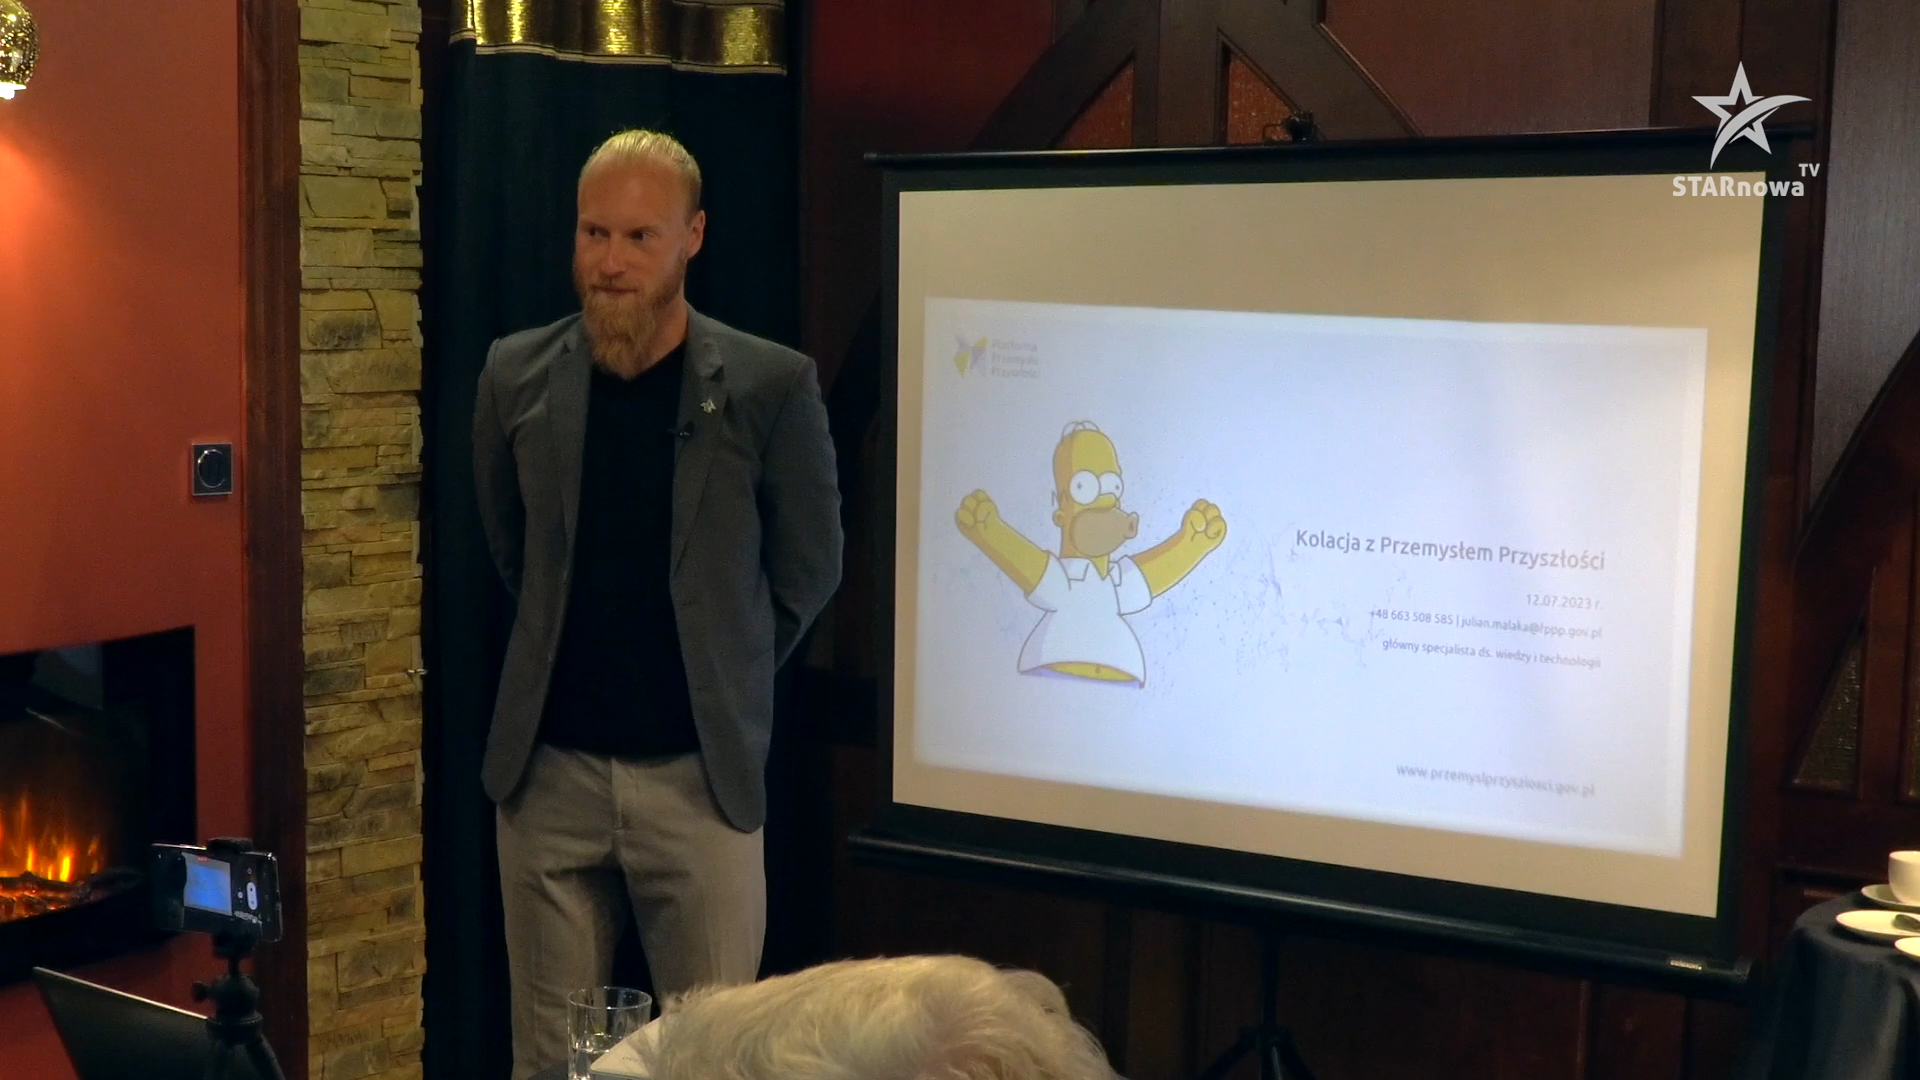 STARnowa TV
Platforma
Przemysłu
Przyszłości
Kolacja z Przemysłem Przyszłości
12.07.2023 r.
+48 663 508 585 | julian.malaka@fppp.gov.pl
główny specjalista ds. wiedzy i technologii
www.przemyslprzyszlosci.gov.pl